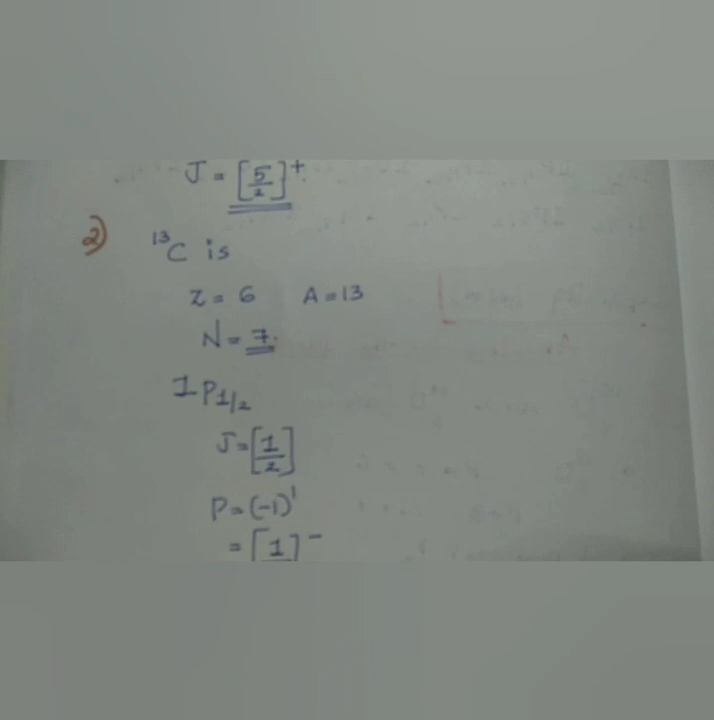 J = [5/2]+
2) ¹³C is
Z = 6 A = 13
N = 7.
1P1/2
J = [1/2]
P = (-1)¹
= [1]-